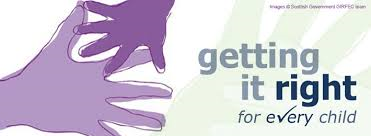 Images © Scottish Government GIRFEC team
getting
it right
for every child